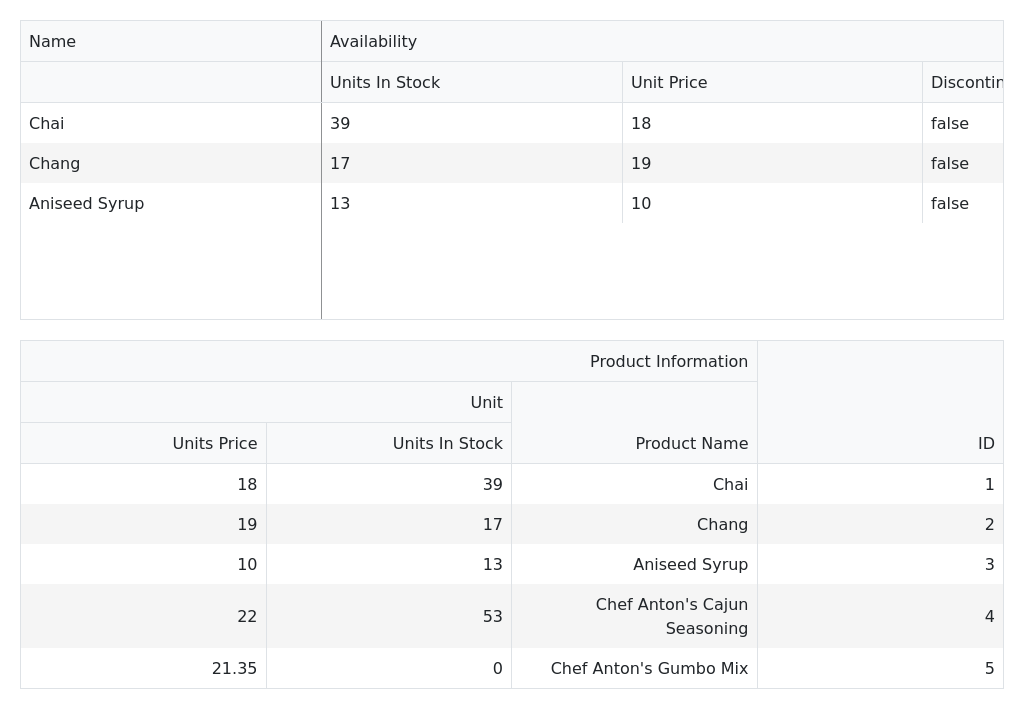 Name Availability
Units In Stock Unit Price Discontin
Chai 39 18 false
Chang 17 19 false
Aniseed Syrup 13 10 false
Product Information
Unit
Units Price Units In Stock Product Name ID
18 39 Chai 1
19 17 Chang 2
10 13 Aniseed Syrup 3
22 53 Chef Anton's Cajun Seasoning 4
21.35 0 Chef Anton's Gumbo Mix 5